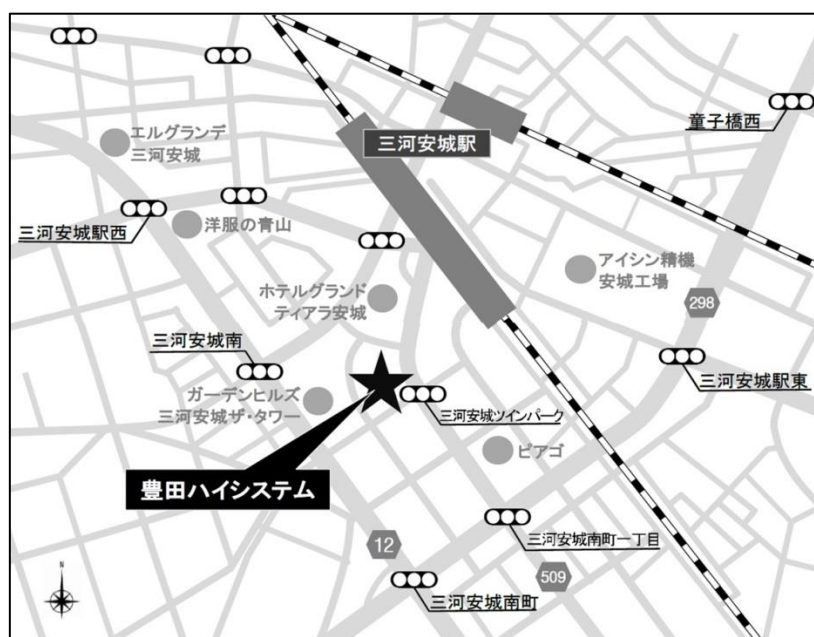 童子橋西
エルグランデ
三河安城
三河安城駅
三河安城駅西
洋服の青山
アイシン精機
安城工場
ホテルグランド
ティアラ安城
298
三河安城南
三河安城駅東
ガーデンヒルズ
三河安城ザ・タワー
三河安城ツインパーク
ピアゴ
豊田ハイシステム
12
三河安城南町一丁目
509
三河安城南町
N